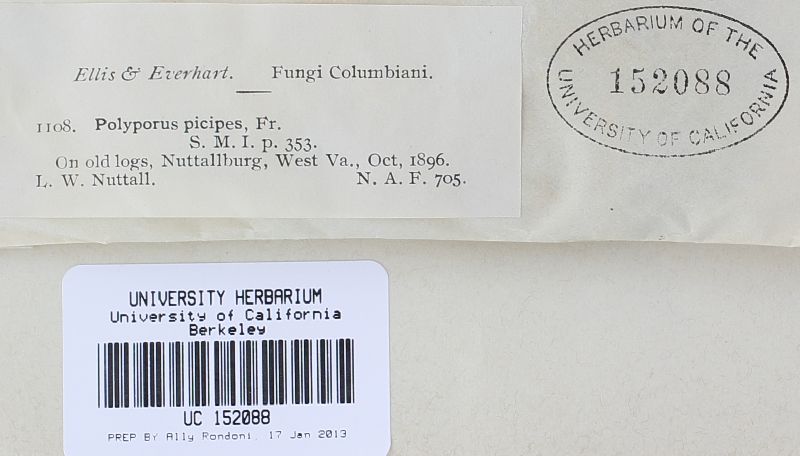 Ellis & Everhart. Fungi Columbiani.
1108. Polyporus picipes, Fr.
S. M. I. p. 353.
On old logs, Nuttallburg, West Va., Oct, 1896.
L. W. Nuttall. N. A. F. 705.
HERBARIUM OF THE
152088
UNIVERSITY OF CALIFORNIA
UNIVERSITY HERBARIUM
University of California
Berkeley
UC 152088
PREP BY Ally Rondoni, 17 Jan 2013